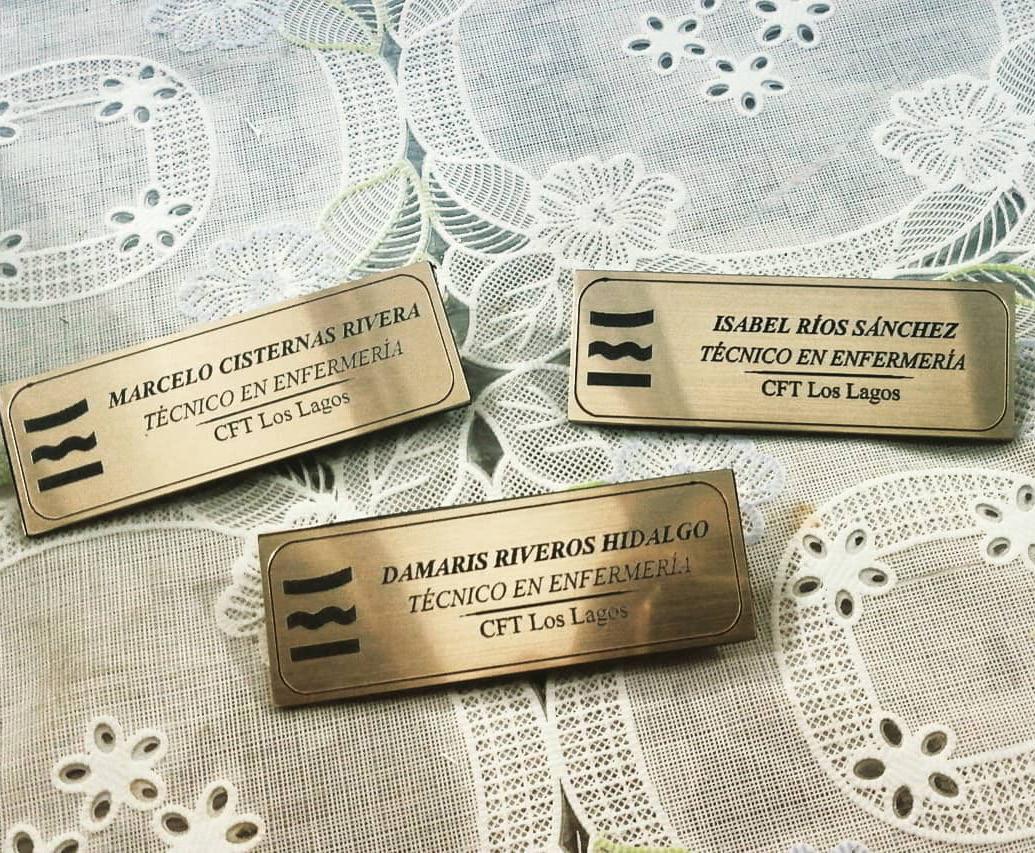 MARCELO CISTERNAS RIVERA
TÉCNICO EN ENFERMERÍA
CFT Los Lagos
ISABEL RÍOS SÁNCHEZ
TÉCNICO EN ENFERMERÍA
CFT Los Lagos
DAMARIS RIVEROS HIDALGO
TÉCNICO EN ENFERMERÍA
CFT Los Lagos